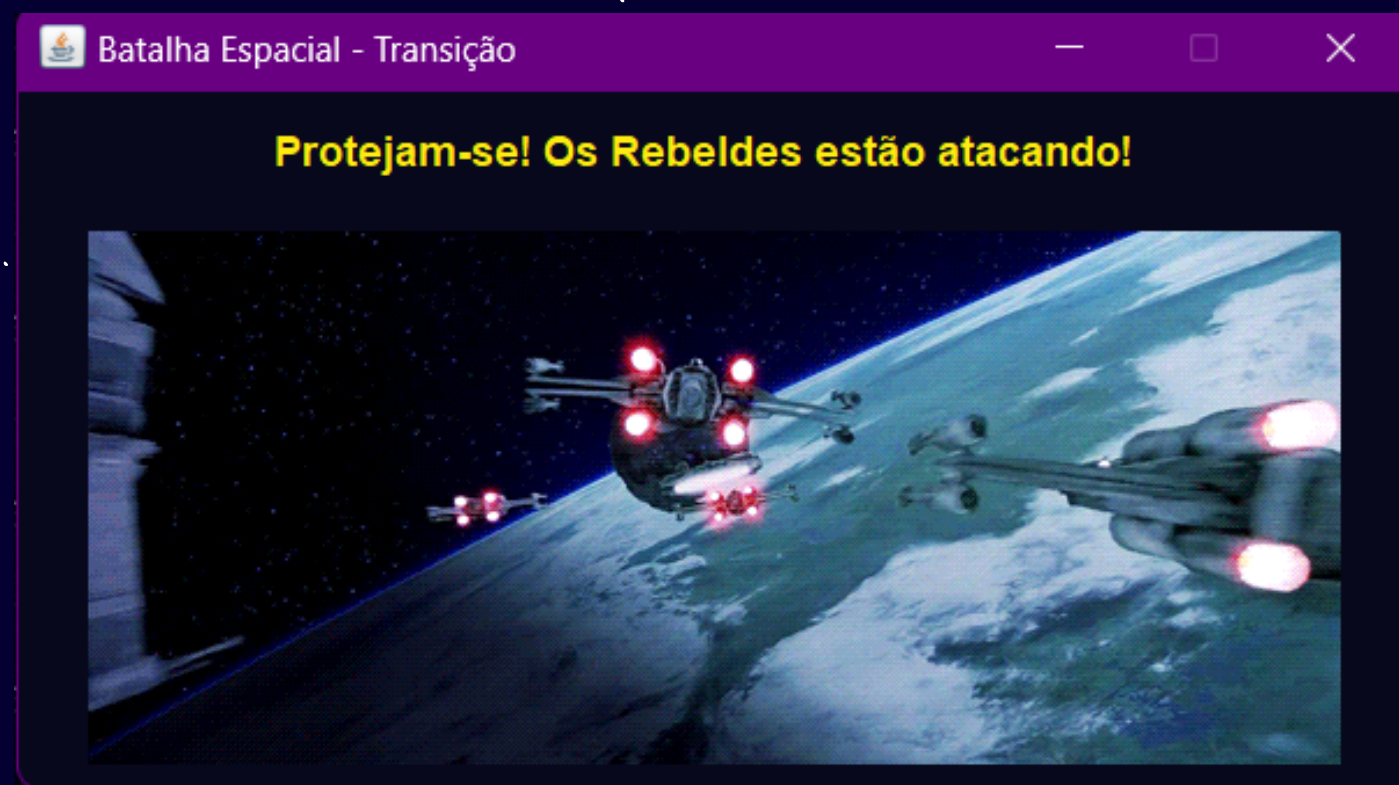 Batalha Espacial - Transição
Protejam-se! Os Rebeldes estão atacando!